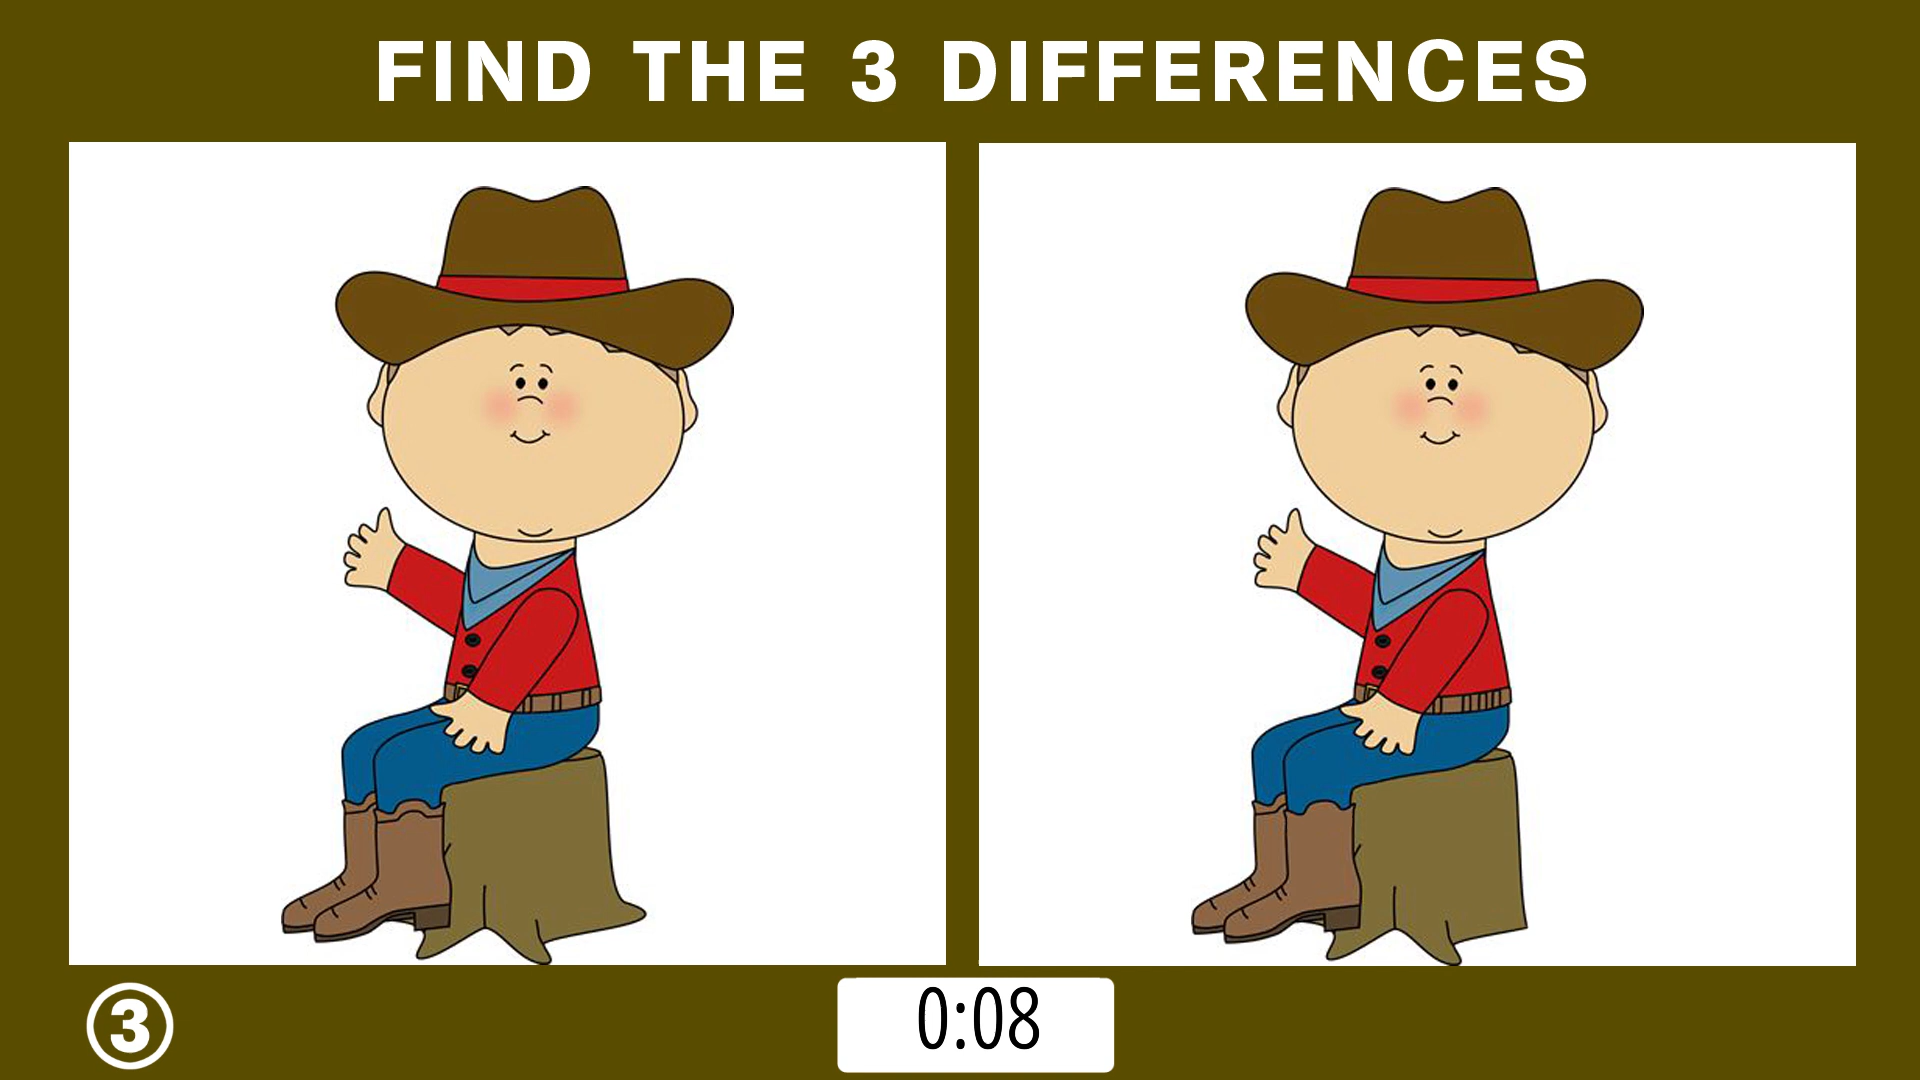 FIND THE 3 DIFFERENCES
3
0:08